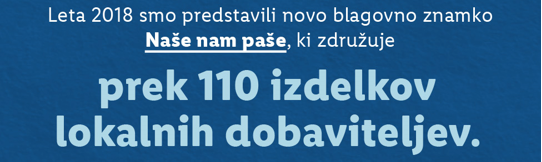 Leta 2018 smo predstavili novo blagovno znamko
Naše nam paše, ki združuje
prek 110 izdelkov
lokalnih dobaviteljev.